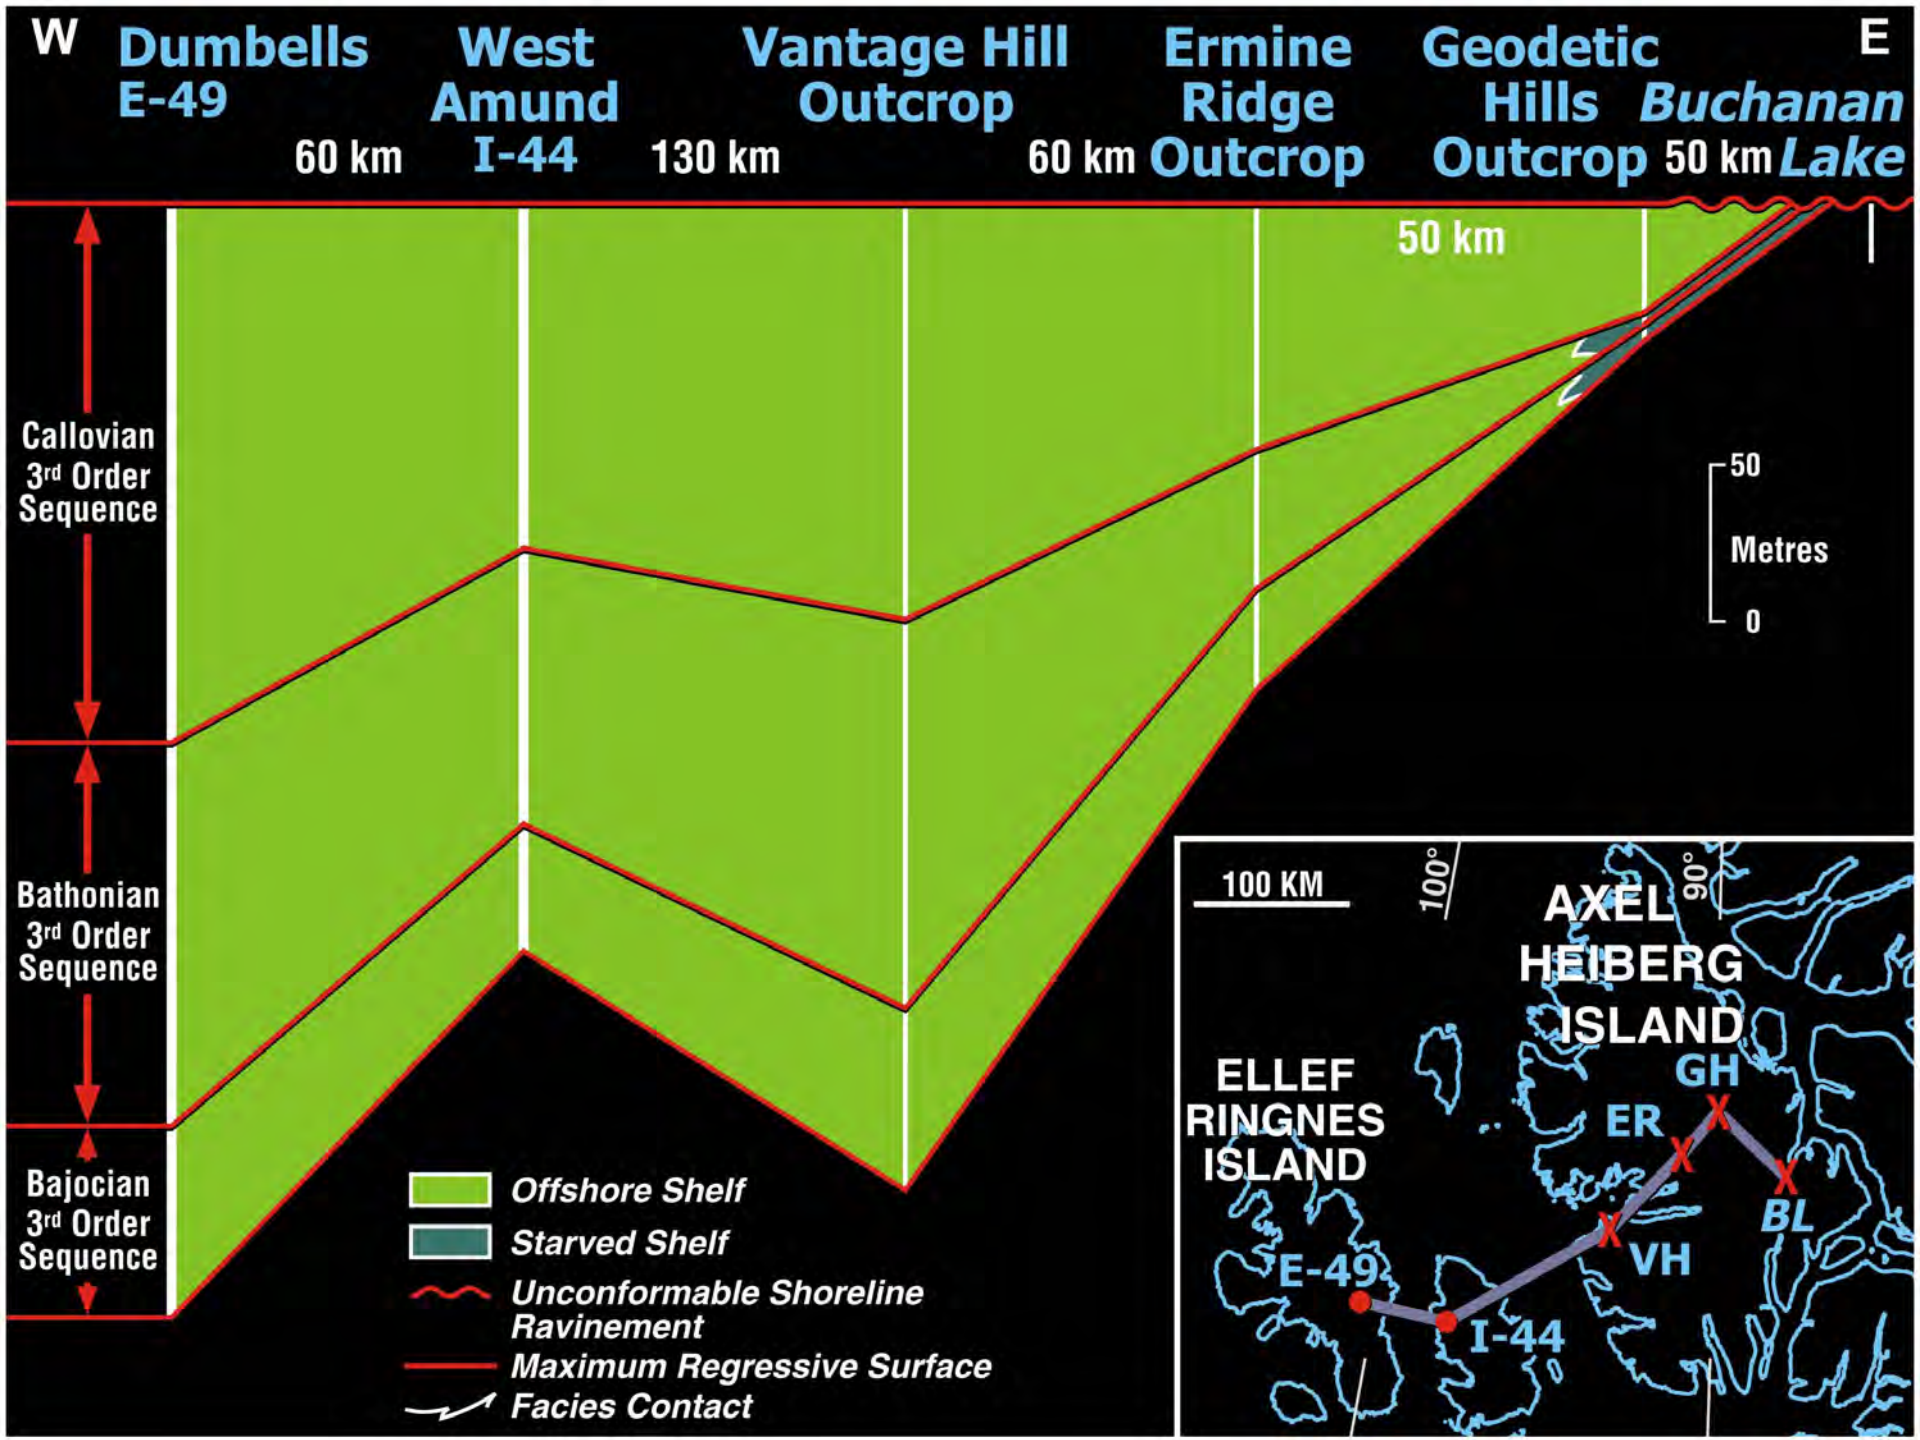 W
E
Dumbells
E-49
West
Amund
I-44
Vantage Hill
Outcrop
Ermine
Ridge
Outcrop
Geodetic
Hills
Outcrop
Buchanan
Lake
60 km
130 km
60 km
50 km
50 km
Callovian
3rd Order
Sequence
Bathonian
3rd Order
Sequence
Bajocian
3rd Order
Sequence
50
Metres
0
Offshore Shelf
Starved Shelf
Unconformable Shoreline
Ravinement
Maximum Regressive Surface
Facies Contact
100 KM
100°
90°
AXEL
HEIBERG
ISLAND
ELLEF
RINGNES
ISLAND
GH
ER
BL
VH
E-49
I-44